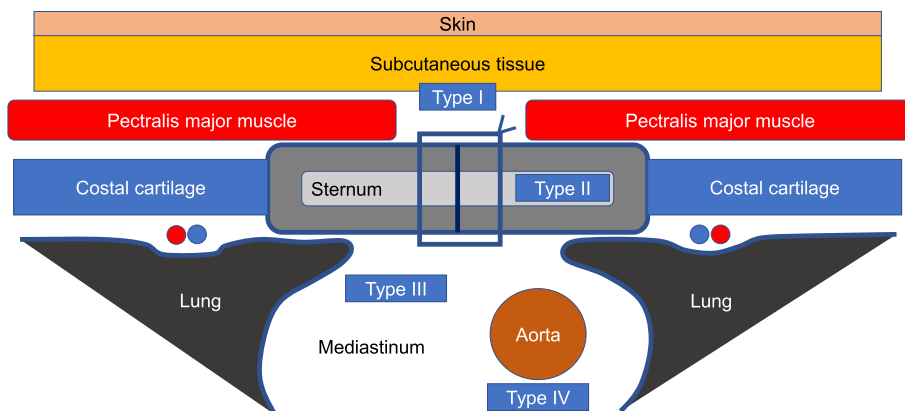 Skin
Subcutaneous tissue
Type I
Pectralis major muscle
Pectralis major muscle
Costal cartilage
Sternum
Type II
Costal cartilage
Lung
Type III
Lung
Aorta
Mediastinum
Type IV